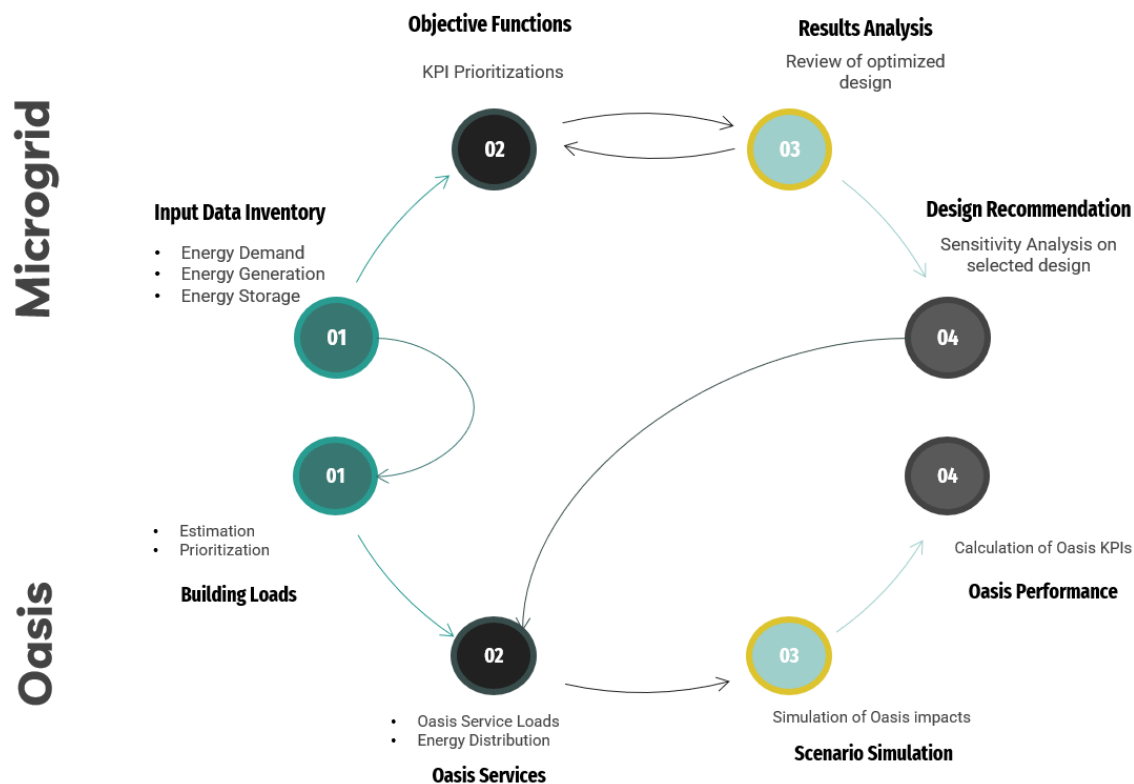 Microgrid
Objective Functions
KPI Prioritizations
02
Results Analysis
Review of optimized
design
03
Input Data Inventory
• Energy Demand
• Energy Generation
• Energy Storage
01
Design Recommendation
Sensitivity Analysis on
selected design
04
Oasis
01
• Estimation
• Prioritization
Building Loads
02
• Oasis Service Loads
• Energy Distribution
Oasis Services
03
Simulation of Oasis impacts
Scenario Simulation
04
Calculation of Oasis KPIs
Oasis Performance